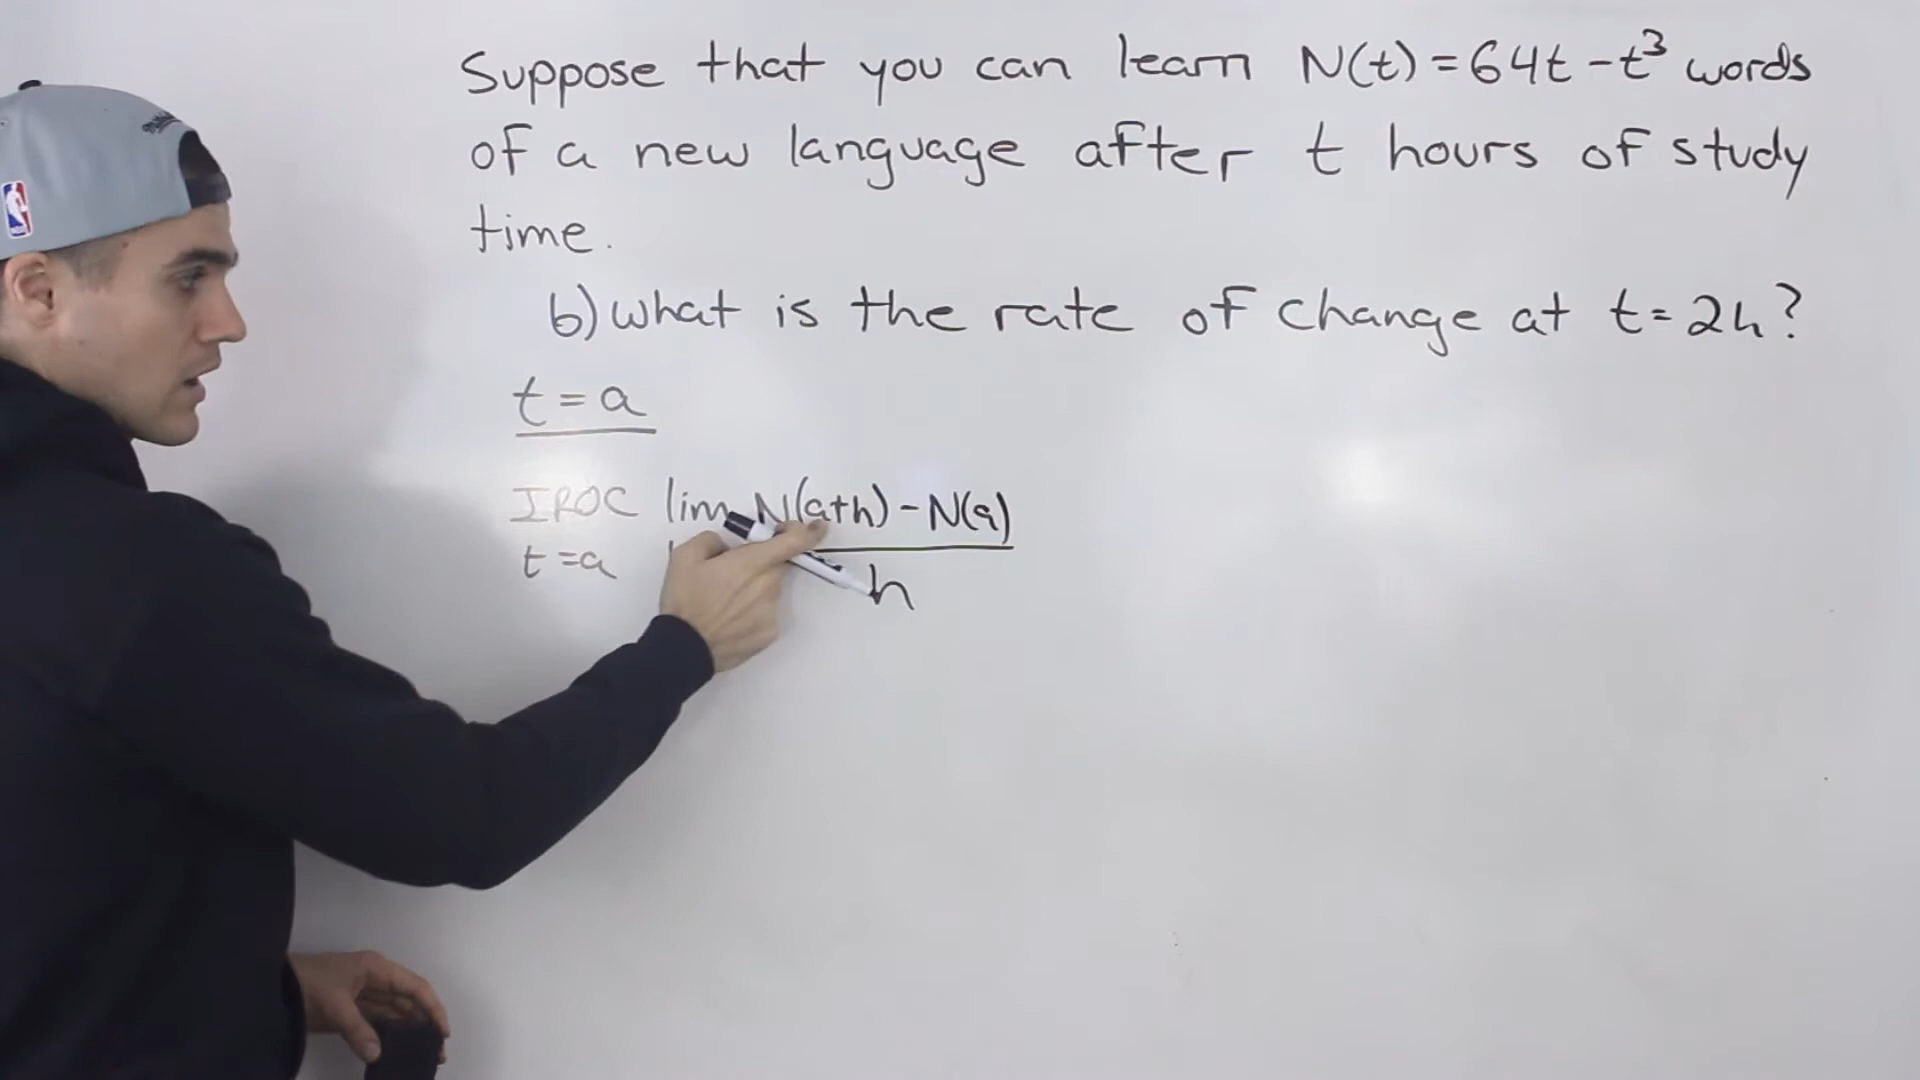 Suppose that you can learn N(t) = 64t - t³ words
of a new language after t hours of study
time.
b) what is the rate of change at t = 2h?
t = a
IROC lim N(a+h) - N(a)
t = a
h